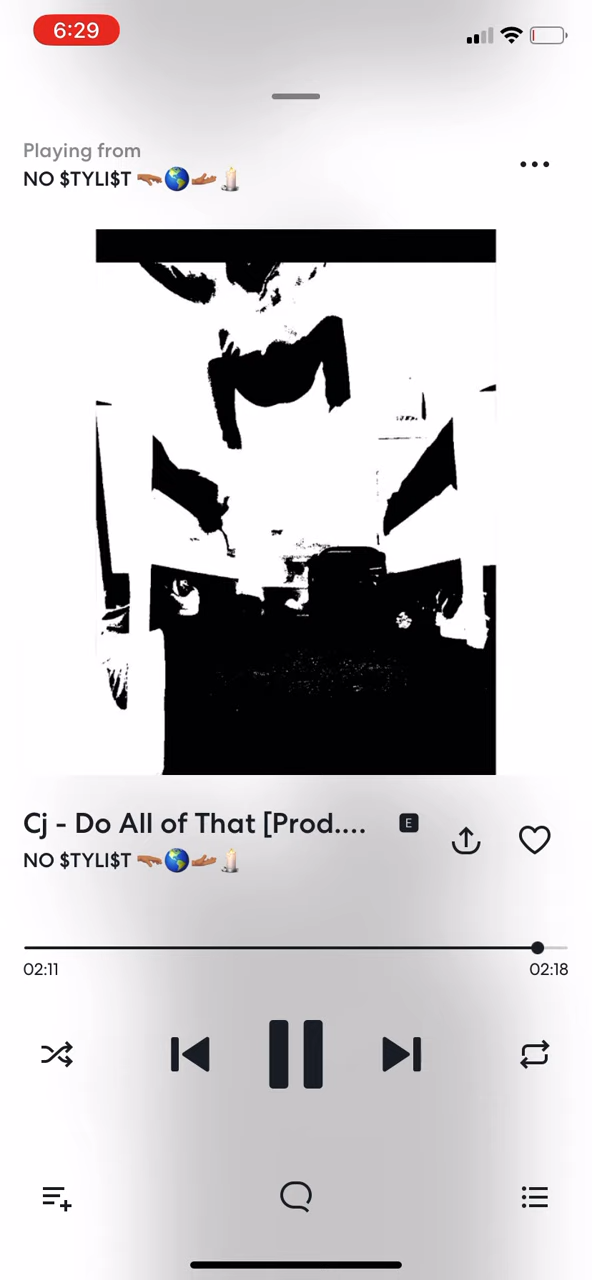 6:29
Playing from
NO $TYLI$T 🫳🏾🌎🫴🏾🕯️
Cj - Do All of That [Prod....
E
NO $TYLI$T 🫳🏾🌎🫴🏾🕯️
02:11
02:18